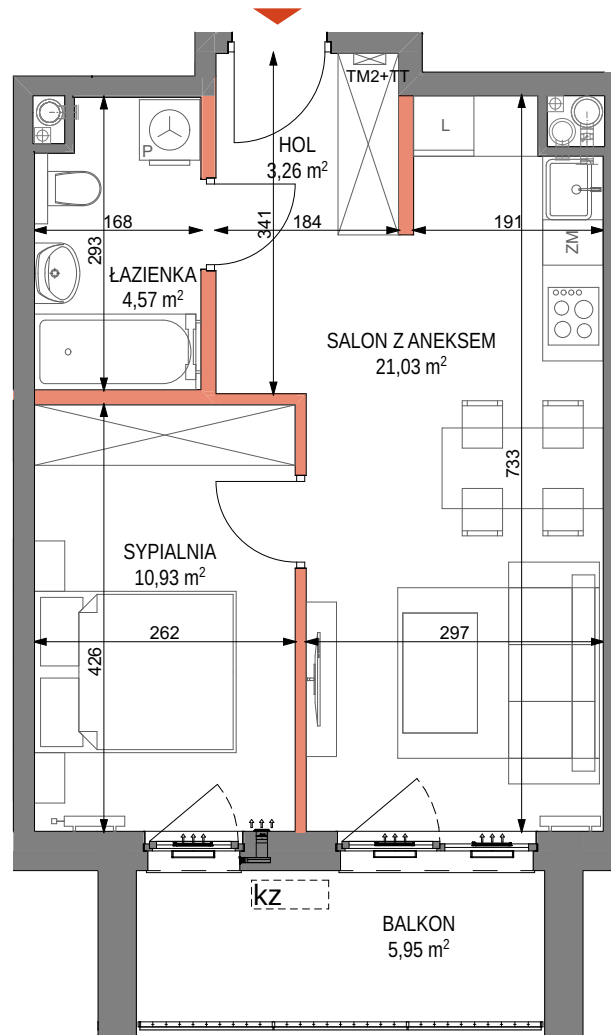 TM2+TT
L
P
HOL
3,26 m²
168
184
191
293
341
ZM
ŁAZIENKA
4,57 m²
SALON Z ANEKSEM
21,03 m²
733
SYPIALNIA
10,93 m²
262
297
426
kz
BALKON
5,95 m²